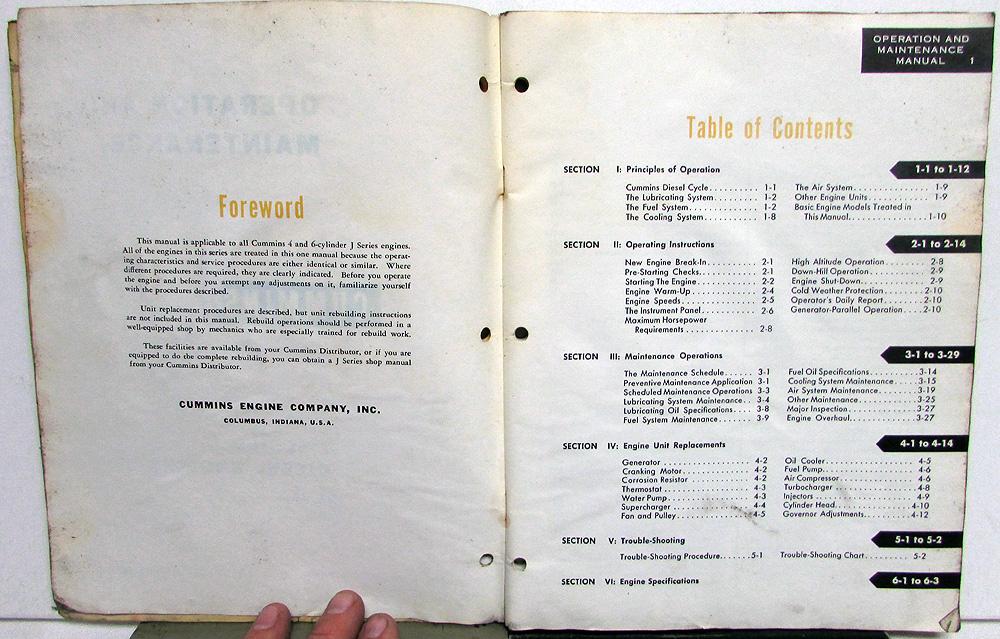 Foreword
This manual is applicable to all Cummins 4 and 6-cylinder J Series engines.
All of the engines in this series are treated in this one manual because the operat-
ing characteristics and service procedures are either identical or similar. Where
different procedures are required, they are clearly indicated. Before you operate
the engine and before you attempt any adjustments on it, familiarize yourself
with the procedures described.
Unit replacement procedures are described, but unit rebuilding instructions
are not included in this manual. Rebuild operations should be performed in a
well-equipped shop by mechanics who are especially trained for rebuild work.
These facilities are available from your Cummins Distributor, or if you are
equipped to do the complete rebuilding, you can obtain a J Series shop manual
from your Cummins Distributor.
CUMMINS ENGINE COMPANY, INC.
COLUMBUS, INDIANA, U.S.A.
OPERATION AND
MAINTENANCE
MANUAL 1
Table of Contents
SECTION I: Principles of Operation 1-1 to 1-12
Cummins Diesel Cycle.......... 1-1
The Lubricating System......... 1-2
The Fuel System............... 1-2
The Cooling System............ 1-8
The Air System............... 1-9
Other Engine Units............ 1-9
Basic Engine Models Treated in
This Manual................. 1-10
SECTION II: Operating Instructions 2-1 to 2-14
New Engine Break-In.......... 2-1
Pre-Starting Checks............ 2-1
Starting The Engine............ 2-2
Engine Warm-Up.............. 2-4
Engine Speeds................ 2-5
The Instrument Panel........... 2-6
Maximum Horsepower
Requirements............... 2-8
High Altitude Operation........ 2-8
Down-Hill Operation........... 2-9
Engine Shut-Down............. 2-9
Cold Weather Protection....... 2-10
Operator's Daily Report........ 2-10
Generator-Parallel Operation.... 2-10
SECTION III: Maintenance Operations 3-1 to 3-29
The Maintenance Schedule...... 3-1
Preventive Maintenance Application 3-1
Scheduled Maintenance Operations 3-3
Lubricating System Maintenance. . 3-4
Lubricating Oil Specifications.... 3-8
Fuel System Maintenance....... 3-9
Fuel Oil Specifications.......... 3-14
Cooling System Maintenance..... 3-15
Air System Maintenance........ 3-19
Other Maintenance............ 3-25
Major Inspection.............. 3-27
Engine Overhaul.............. 3-27
SECTION IV: Engine Unit Replacements 4-1 to 4-14
Generator................... 4-2
Cranking Motor............... 4-2
Corrosion Resistor............. 4-2
Thermostat................... 4-3
Water Pump.................. 4-3
Supercharger................. 4-4
Fan and Pulley................ 4-5
Oil Cooler................... 4-5
Fuel Pump................... 4-6
Air Compressor............... 4-6
Turbocharger................. 4-8
Injectors.................... 4-9
Cylinder Head................ 4-10
Governor Adjustments.......... 4-12
SECTION V: Trouble-Shooting 5-1 to 5-2
Trouble-Shooting Procedure....... 5-1
Trouble-Shooting Chart......... 5-2
SECTION VI: Engine Specifications 6-1 to 6-3